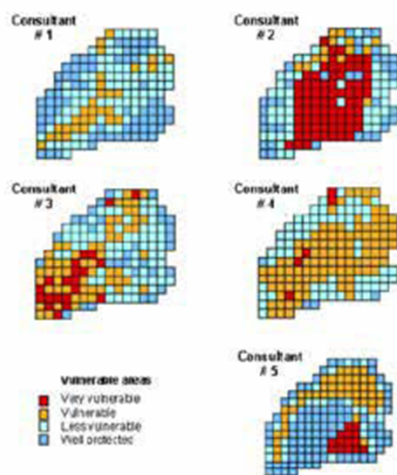 Consultant
# 1
Consultant
# 2
Consultant
# 3
Consultant
# 4
Consultant
# 5
Vulnerable areas
Very vulnerable
Vulnerable
Less vulnerable
Well protected